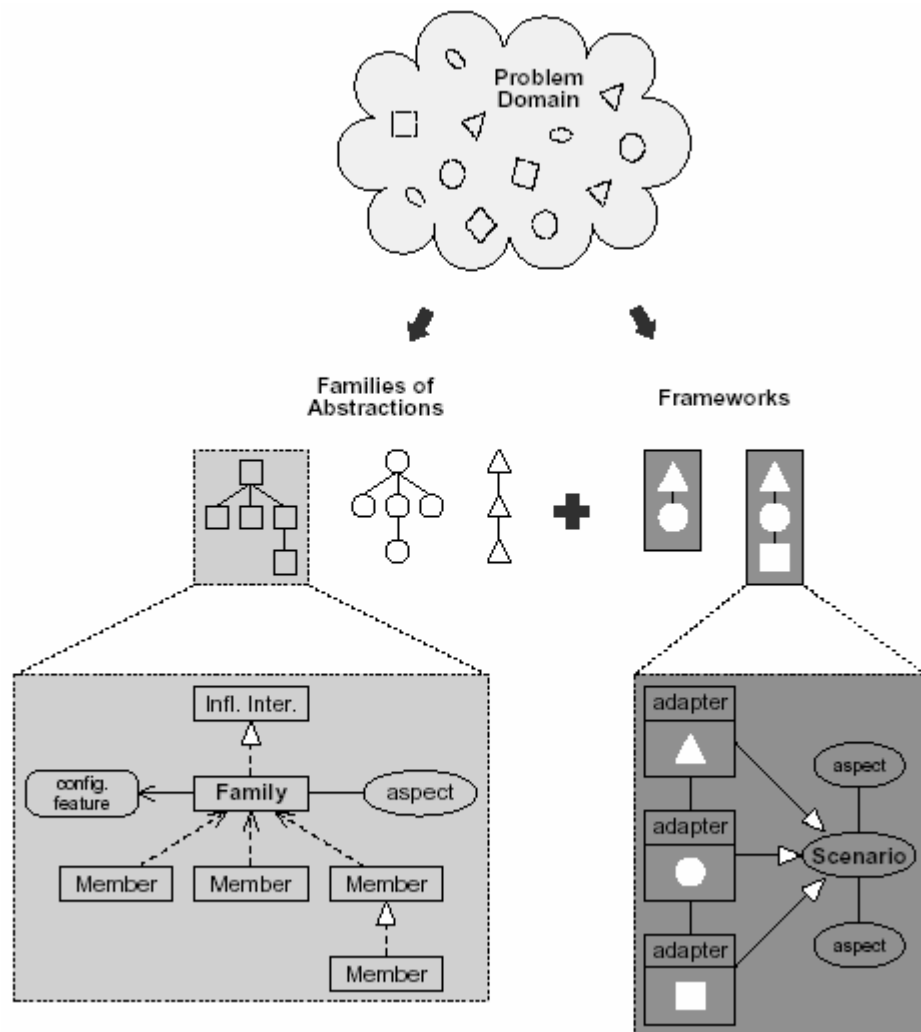 Problem
Domain
Families of
Abstractions
Frameworks
Infl. Inter.
config.
feature
Family
aspect
Member
Member
Member
Member
adapter
adapter
adapter
aspect
Scenario
aspect